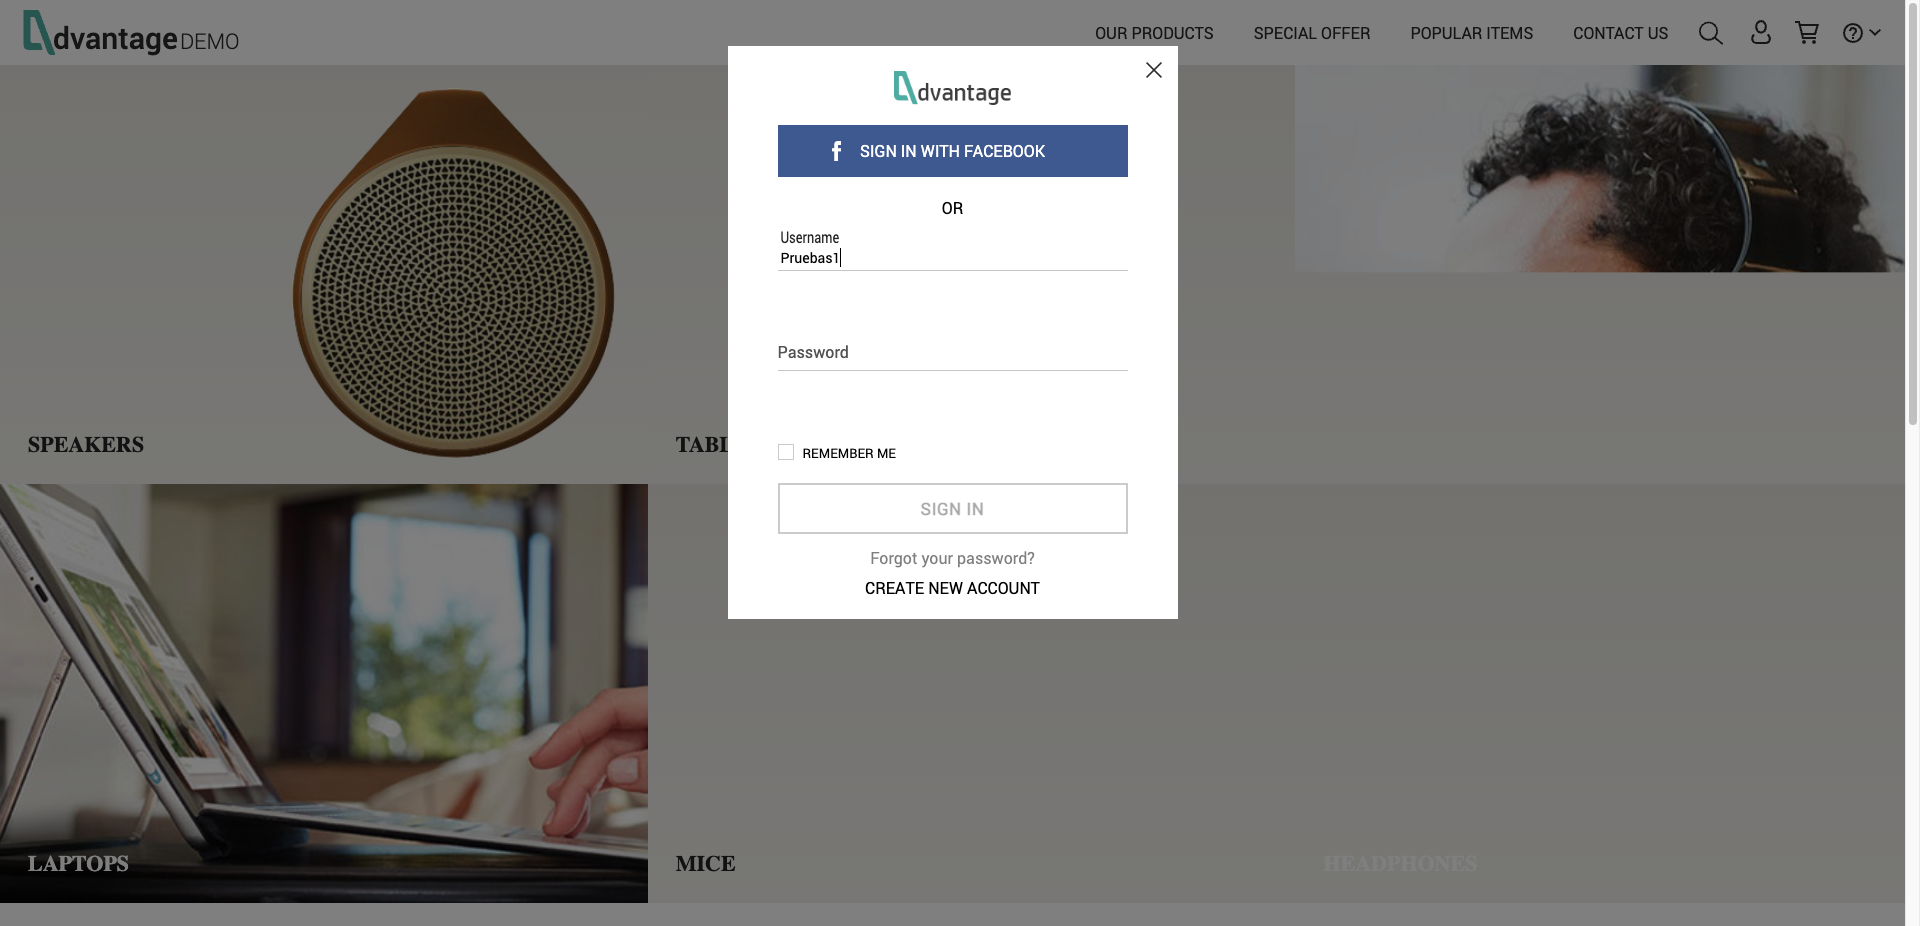 dvantage DEMO
OUR PRODUCTS SPECIAL OFFER POPULAR ITEMS CONTACT US
dvantage
SIGN IN WITH FACEBOOK
OR
Username
Pruebas1
Password
SPEAKERS
TABL
REMEMBER ME
SIGN IN
Forgot your password?
CREATE NEW ACCOUNT
LAPTOPS
MICE
HEADPHONES